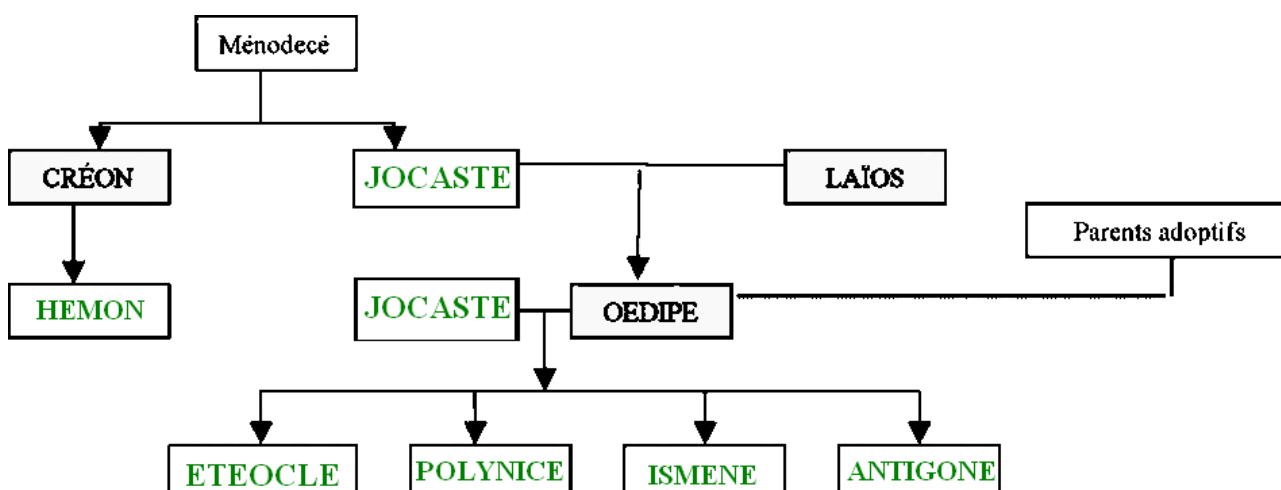 Ménodecé
CRÉON
JOCASTE
LAÏOS
Parents adoptifs
HEMON
JOCASTE
OEDIPE
ETEOCLE
POLYNICE
ISMENE
ANTIGONE